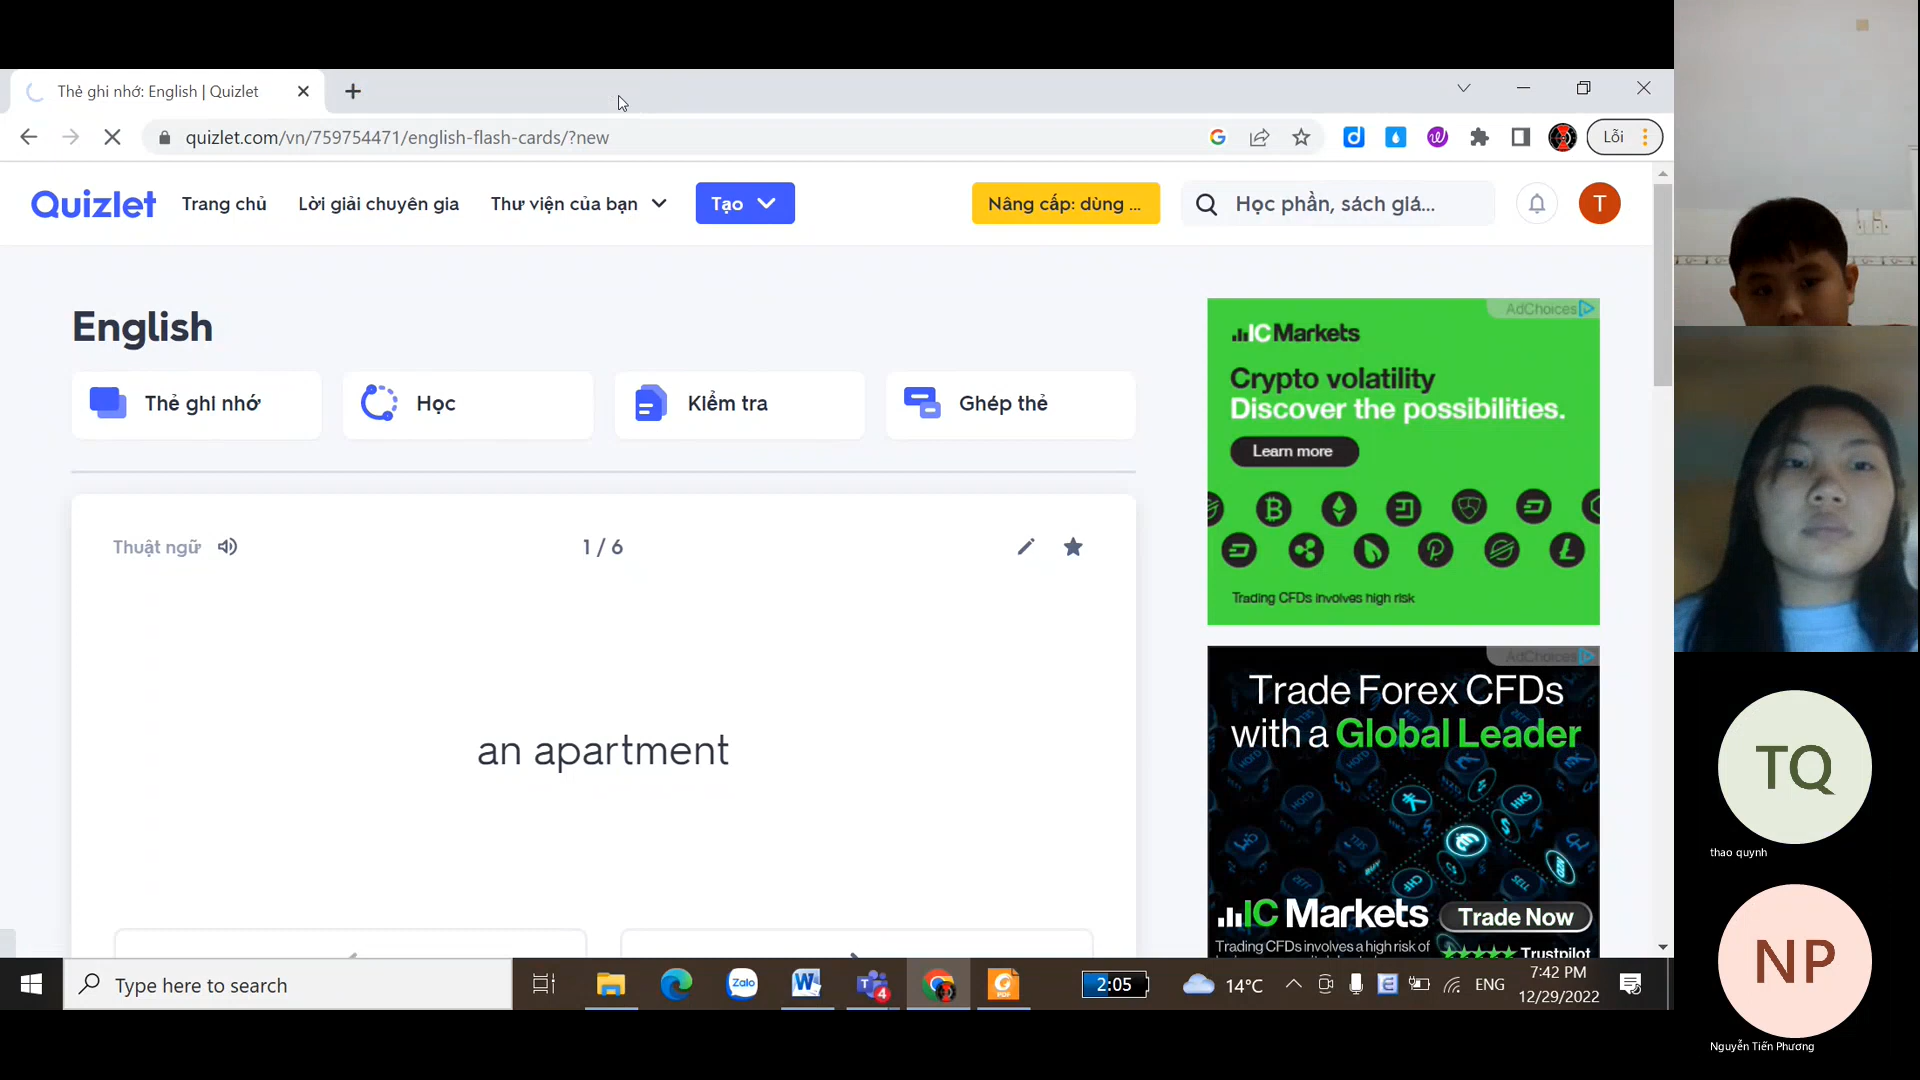 Thẻ ghi nhớ: English | Quizlet
quizlet.com/vn/759754471/english-flash-cards/?new
Lỗi
Quizlet
Trang chủ
Lời giải chuyên gia
Thư viện của bạn
Tạo
Nâng cấp: dùng ...
Học phần, sách giá...
T
English
Thẻ ghi nhớ
Học
Kiểm tra
Ghép thẻ
Thuật ngữ
1 / 6
an apartment
AdChoices
IC Markets
Crypto volatility
Discover the possibilities.
Learn more
Trading CFDs involves high risk
AdChoices
Trade Forex CFDs
with a Global Leader
IC Markets
Trade Now
Trading CFDs involves a high risk of
Trustpilot
TQ
thao quynh
NP
Nguyễn Tiến Phương
Type here to search
Zalo
4
2:05
14°C
ENG
7:42 PM
12/29/2022